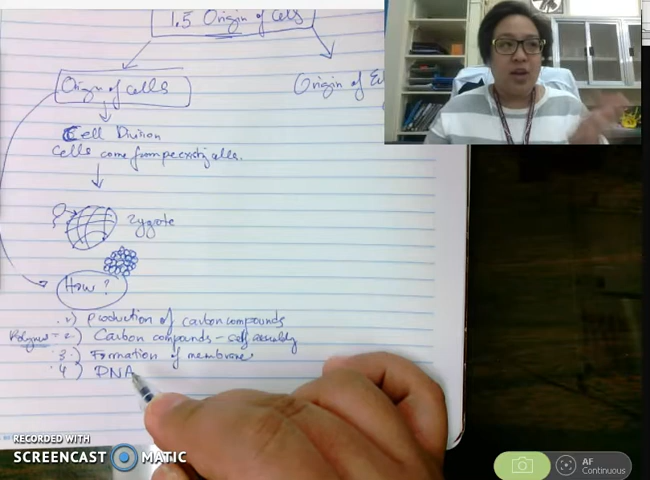 1.5 Origin of cells
Origin of cells
Origin of E
Cell Division
Cells come from preexisting cells.
Zygote
How?
1) Production of carbon compounds
Polymer = 2) Carbon compounds - self assembly
3) Formation of membrane
4) DNA
RECORDED WITH
SCREENCAST MATIC
AF
Continuous